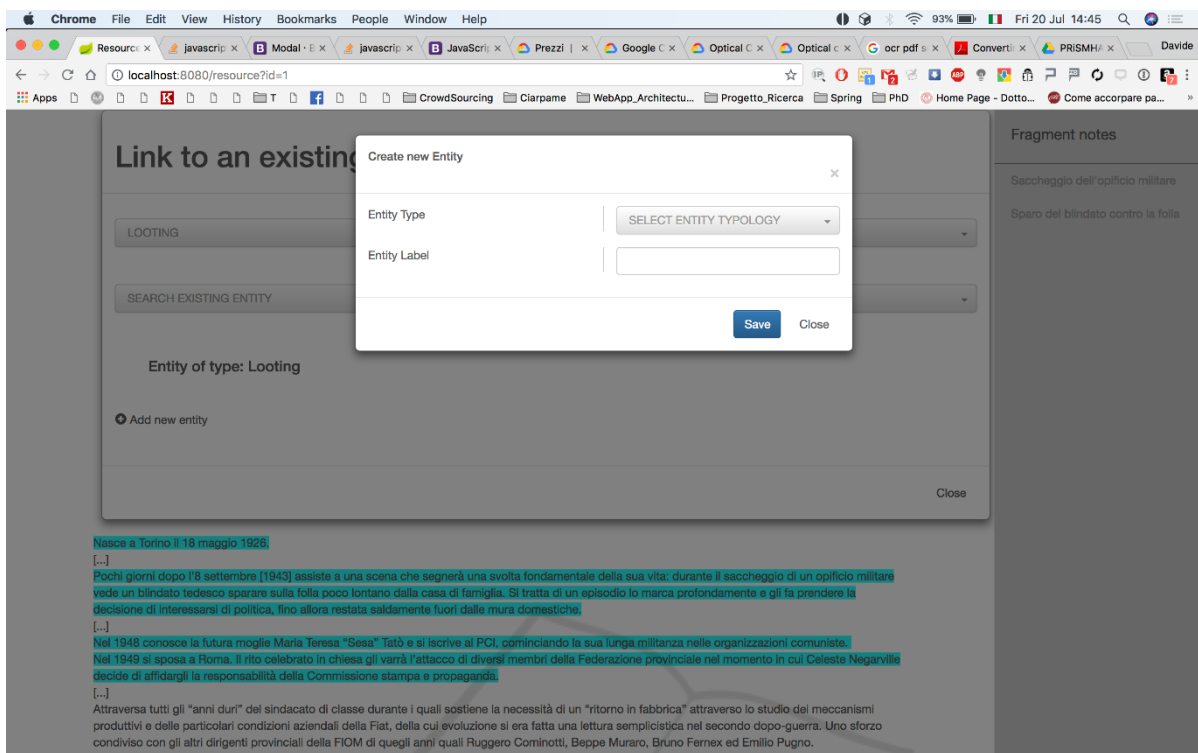 Chrome File Edit View History Bookmarks People Window Help 93% Fri 20 Jul 14:45
Resource javascrip Modal · B javascrip JavaScrip Prezzi | Google C Optical C Optical c ocr pdf s Convertir PRiSMHA Davide
localhost:8080/resource?id=1
Apps T CrowdSourcing Ciarpame WebApp_Architectu... Progetto_Ricerca Spring PhD Home Page - Dotto... Come accorpare pa... »
Link to an existing
Create new Entity
×
Entity Type
SELECT ENTITY TYPOLOGY
Entity Label
Save Close
LOOTING
SEARCH EXISTING ENTITY
Entity of type: Looting
Add new entity
Close
Fragment notes
Saccheggio dell'opificio militare
Sparo del blindato contro la folla
Nasce a Torino il 18 maggio 1926.
[...]
Pochi giorni dopo l'8 settembre [1943] assiste a una scena che segnerà una svolta fondamentale della sua vita: durante il saccheggio di un opificio militare
vede un blindato tedesco sparare sulla folla poco lontano dalla casa di famiglia. Si tratta di un episodio lo marca profondamente e gli fa prendere la
decisione di interessarsi di politica, fino allora restata saldamente fuori dalle mura domestiche.
[...]
Nel 1948 conosce la futura moglie Maria Teresa "Sesa" Tatò e si iscrive al PCI, cominciando la sua lunga militanza nelle organizzazioni comuniste.
Nel 1949 si sposa a Roma. Il rito celebrato in chiesa gli varrà l'attacco di diversi membri della Federazione provinciale nel momento in cui Celeste Negarville
decide di affidargli la responsabilità della Commissione stampa e propaganda.
[...]
Attraversa tutti gli "anni duri" del sindacato di classe durante i quali sostiene la necessità di un "ritorno in fabbrica" attraverso lo studio dei meccanismi
produttivi e delle particolari condizioni aziendali della Fiat, della cui evoluzione si era fatta una lettura semplicistica nel secondo dopo-guerra. Uno sforzo
condiviso con gli altri dirigenti provinciali della FIOM di quegli anni quali Ruggero Cominotti, Beppe Muraro, Bruno Fernex ed Emilio Pugno.